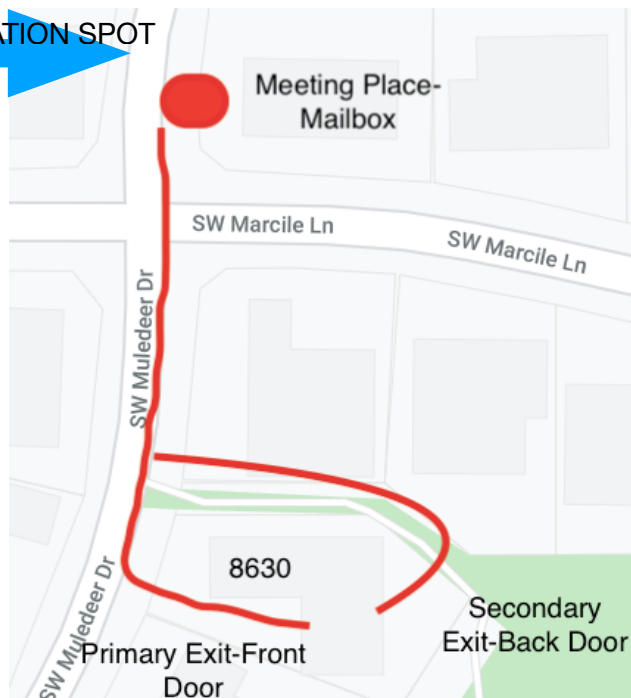 ATION SPOT
Meeting Place-
Mailbox
SW Marcile Ln
SW Marcile Ln
SW Muledeer Dr
8630
SW Muledeer Dr
Secondary
Exit-Back Door
Primary Exit-Front
Door